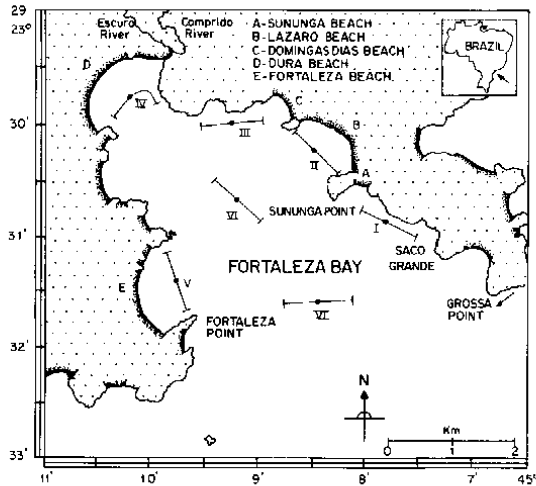 29
23°
Escuro River
Comprido River
A-SUNUNGA BEACH
B-LÁZARO BEACH
C-DOMINGAS DIAS BEACH
D-DURA BEACH
E-FORTALEZA BEACH
BRAZIL
D
C
B
A
IV
III
II
30'
VI
SUNUNGA POINT
I
SACO GRANDE
31'
FORTALEZA BAY
E
V
VI
GROSSA POINT
FORTALEZA POINT
32'
N
Km
0 1 2
33'
11' 10' 9' 8' 7' 45°